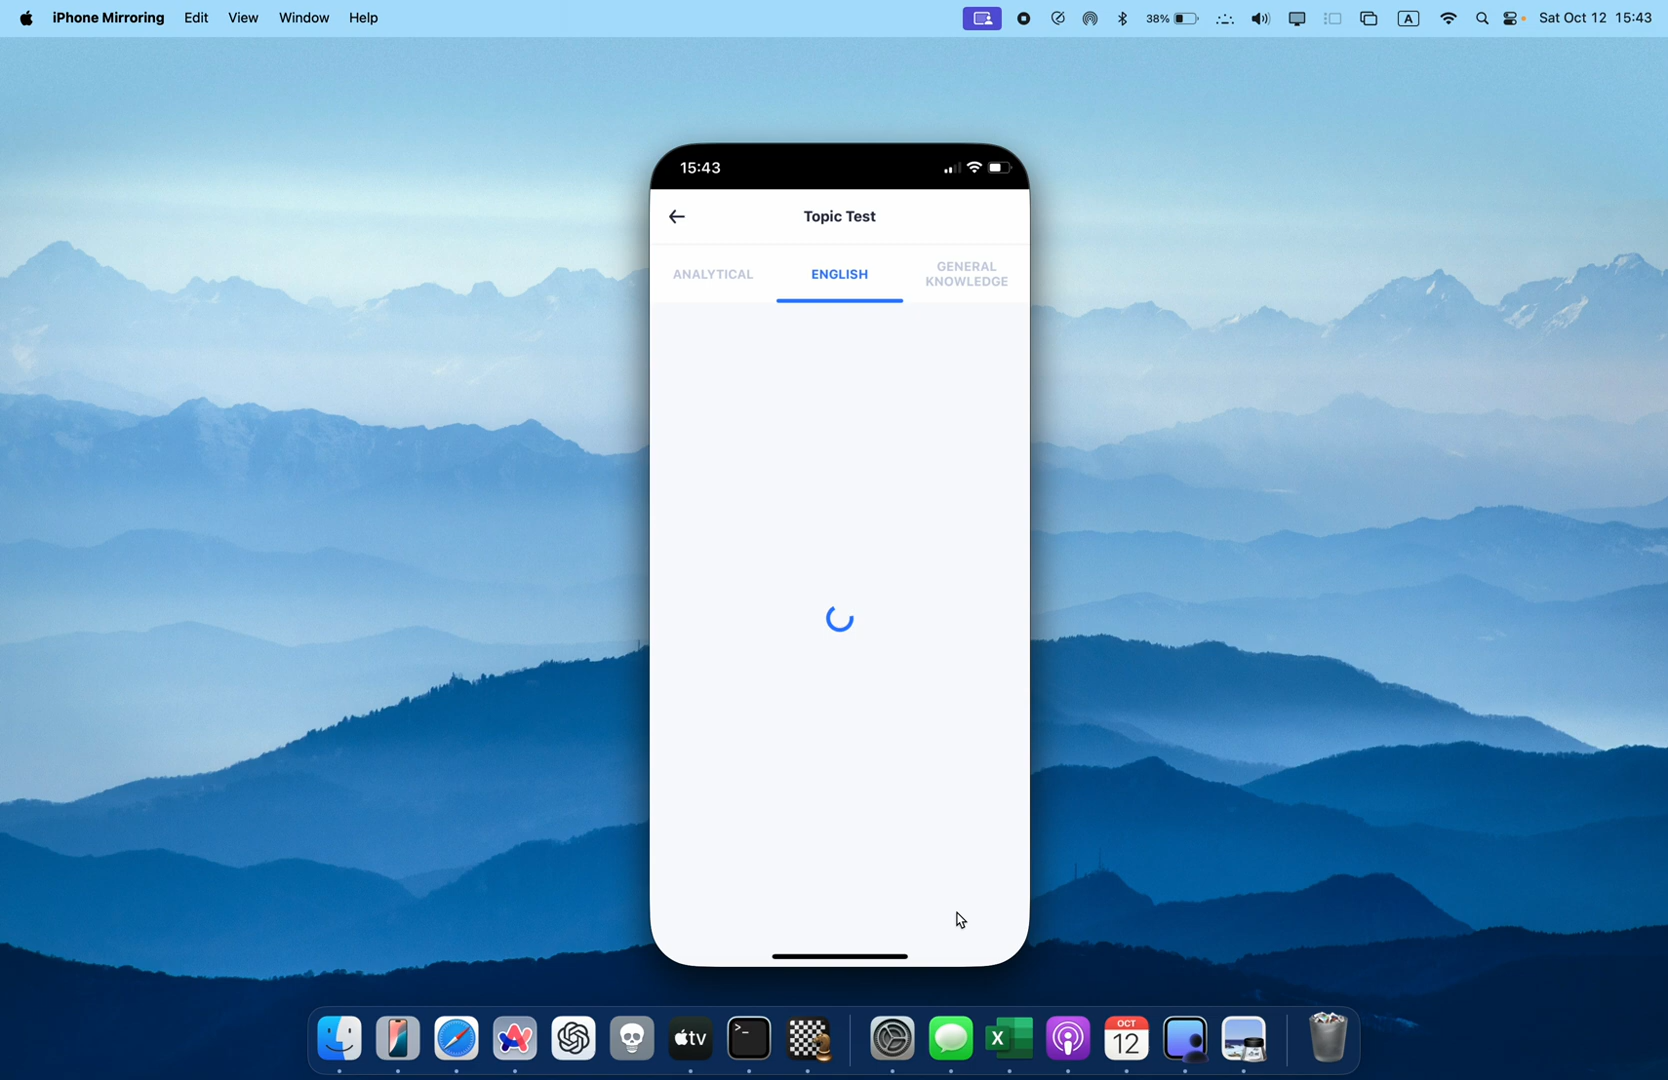 iPhone Mirroring Edit View Window Help 38% A Sat Oct 12 15:43
15:43
Topic Test
ANALYTICAL
ENGLISH
GENERAL
KNOWLEDGE
tv
>_
X
OCT
12